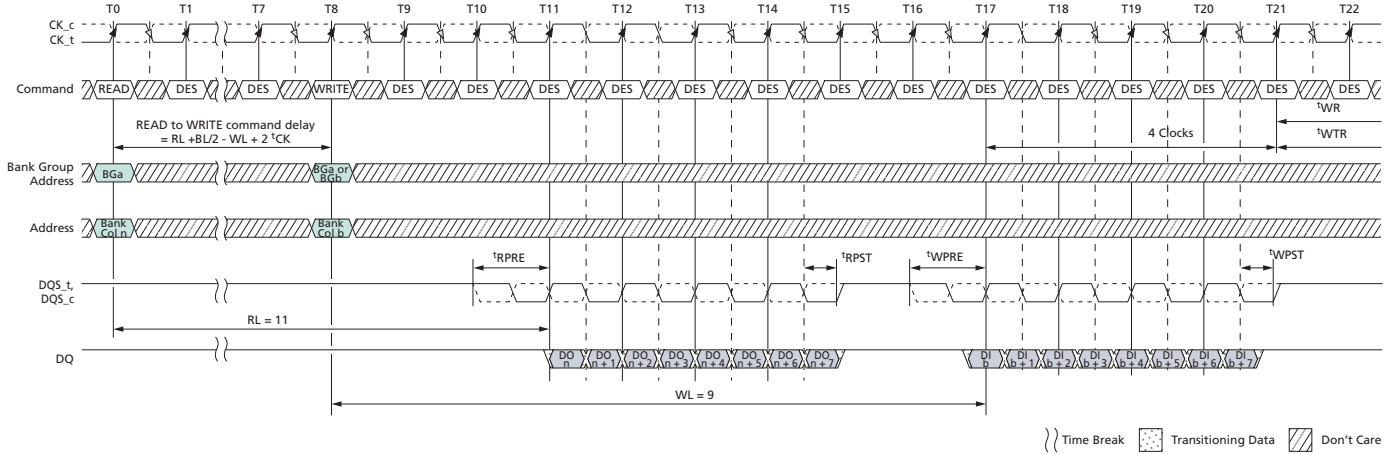 T0 T1 T7 T8 T9 T10 T11 T12 T13 T14 T15 T16 T17 T18 T19 T20 T21 T22
CK_c
CK_t
Command READ DES DES WRITE DES DES DES DES DES DES DES DES DES DES DES DES DES DES
tWR
READ to WRITE command delay
= RL +BL/2 - WL + 2 tCK
4 Clocks
tWTR
Bank Group
Address
BGa
BGa or
BGb
Address
Bank
Col n
Bank
Col b
tRPRE tRPST tWPRE tWPST
DQS_t,
DQS_c
RL = 11
DQ
DO
n
DO
n + 1
DO
n + 2
DO
n + 3
DO
n + 4
DO
n + 5
DO
n + 6
DO
n + 7
DI
b
DI
b + 1
DI
b + 2
DI
b + 3
DI
b + 4
DI
b + 5
DI
b + 6
DI
b + 7
WL = 9
Time Break Transitioning Data Don't Care